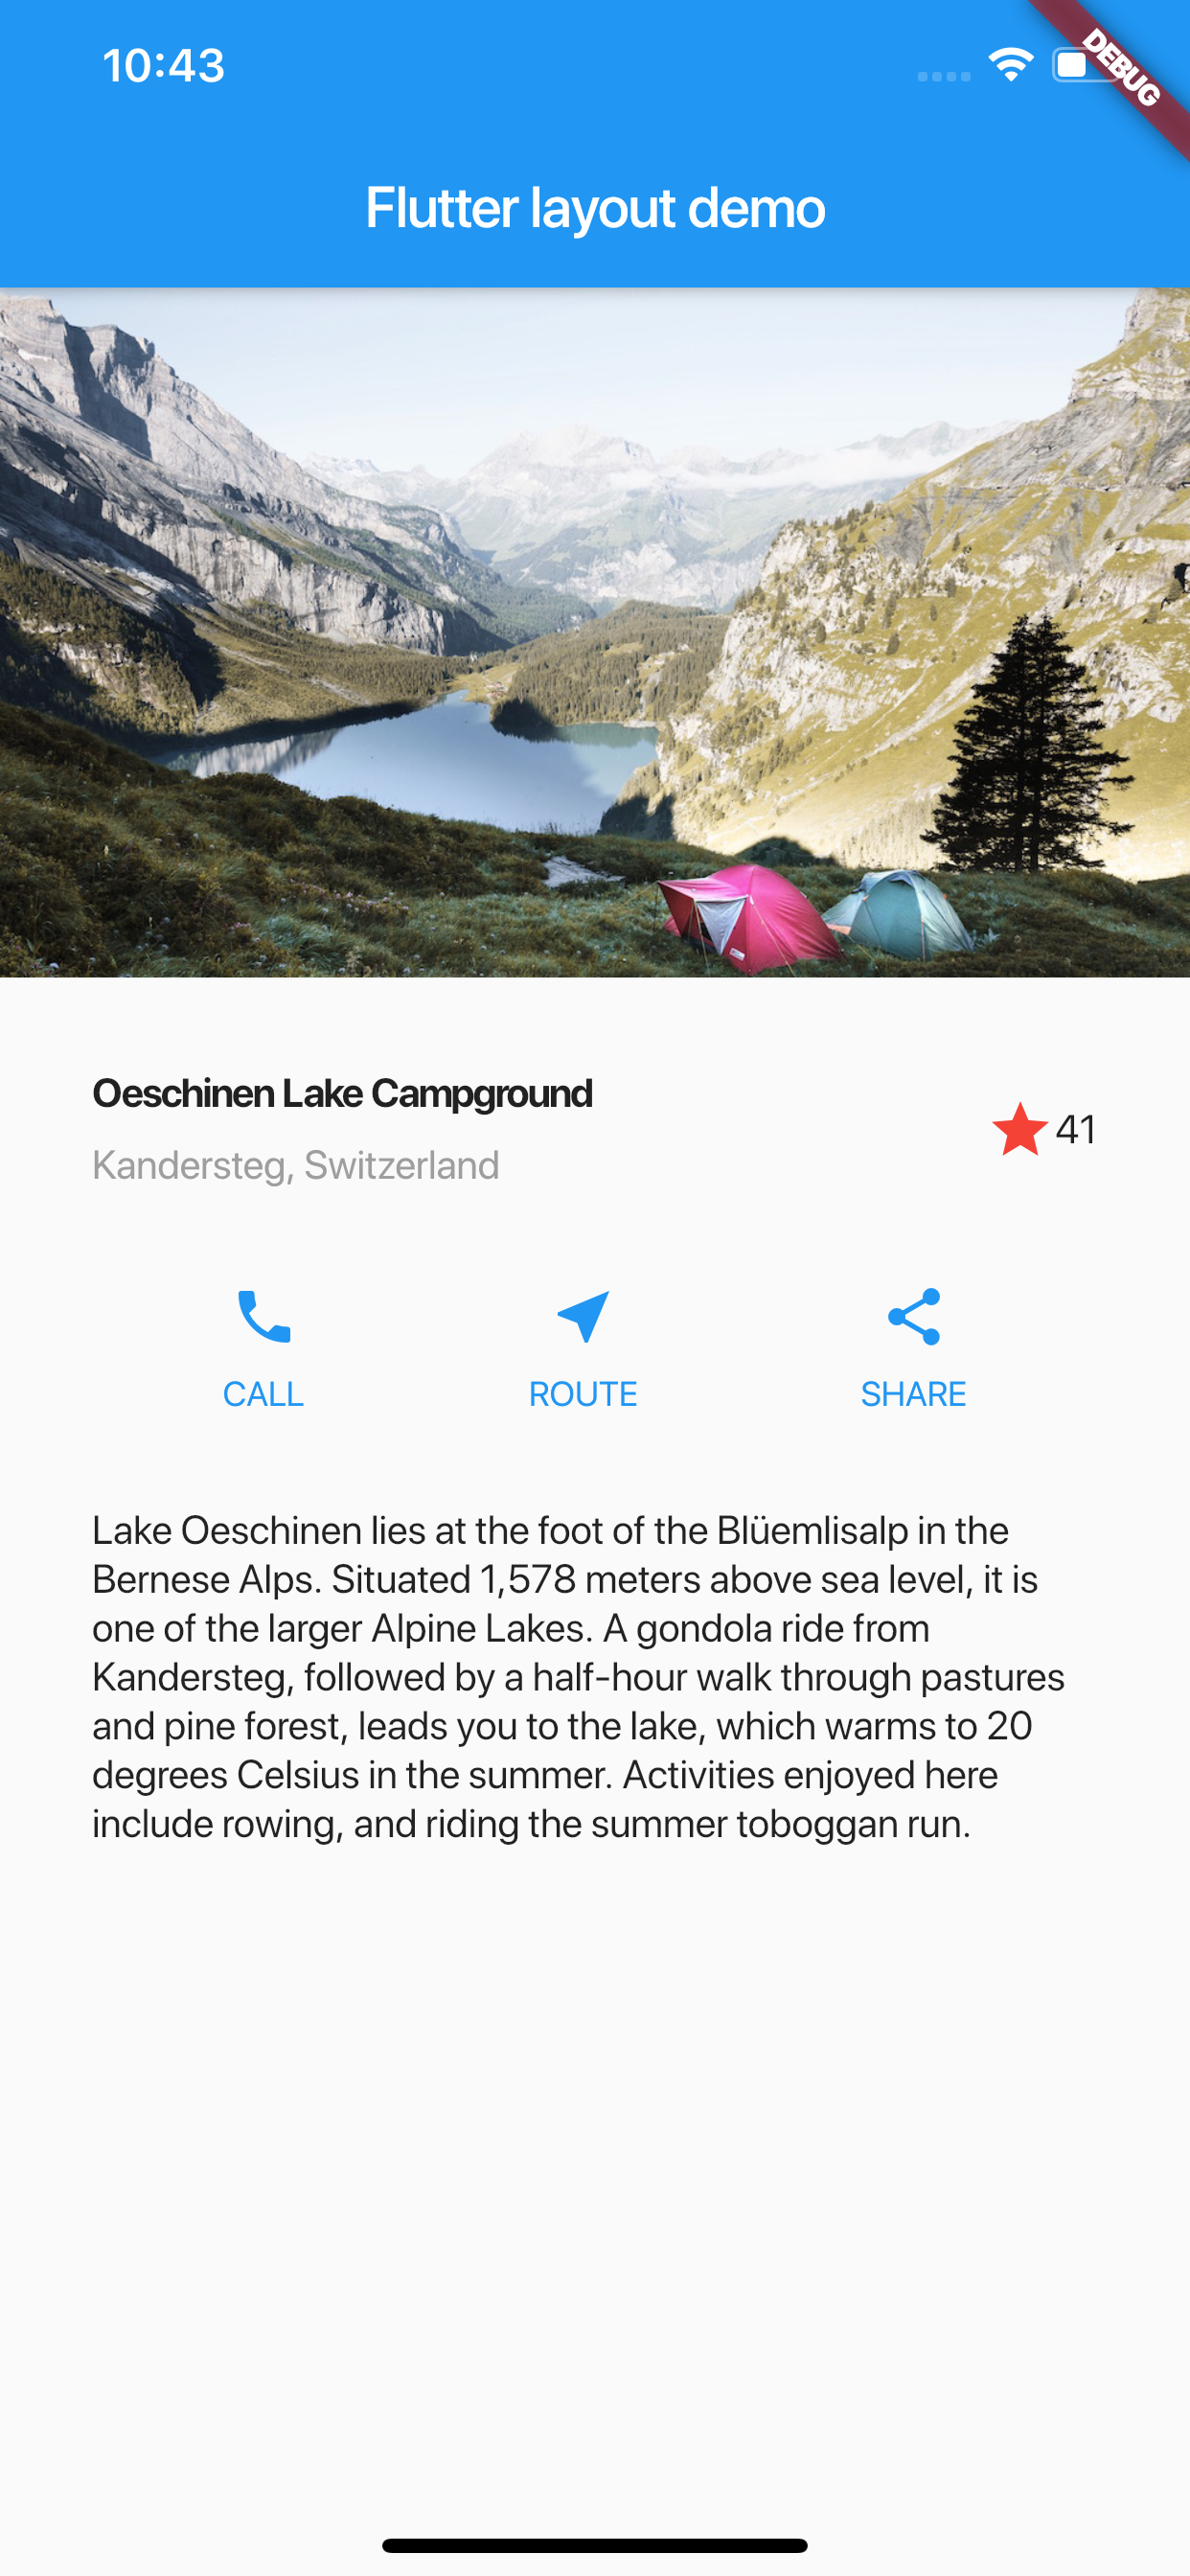 10:43
DEBUG
Flutter layout demo
Oeschinen Lake Campground
Kandersteg, Switzerland
41
CALL
ROUTE
SHARE
Lake Oeschinen lies at the foot of the Blüemlisalp in the
Bernese Alps. Situated 1,578 meters above sea level, it is
one of the larger Alpine Lakes. A gondola ride from
Kandersteg, followed by a half-hour walk through pastures
and pine forest, leads you to the lake, which warms to 20
degrees Celsius in the summer. Activities enjoyed here
include rowing, and riding the summer toboggan run.